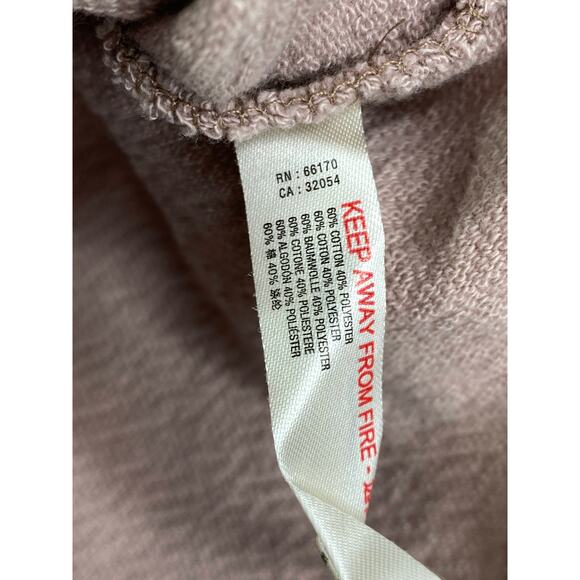 RN : 66170
CA : 32054
KEEP AWAY FROM FIRE -
60% COTTON 40% POLYESTER
60% COTON 40% POLYESTER
60% BAUMWOLLE 40% POLYESTER
60% COTONE 40% POLIESTERE
60% ALGODÓN 40% POLIÉSTER
60% 棉 40% 涤纶